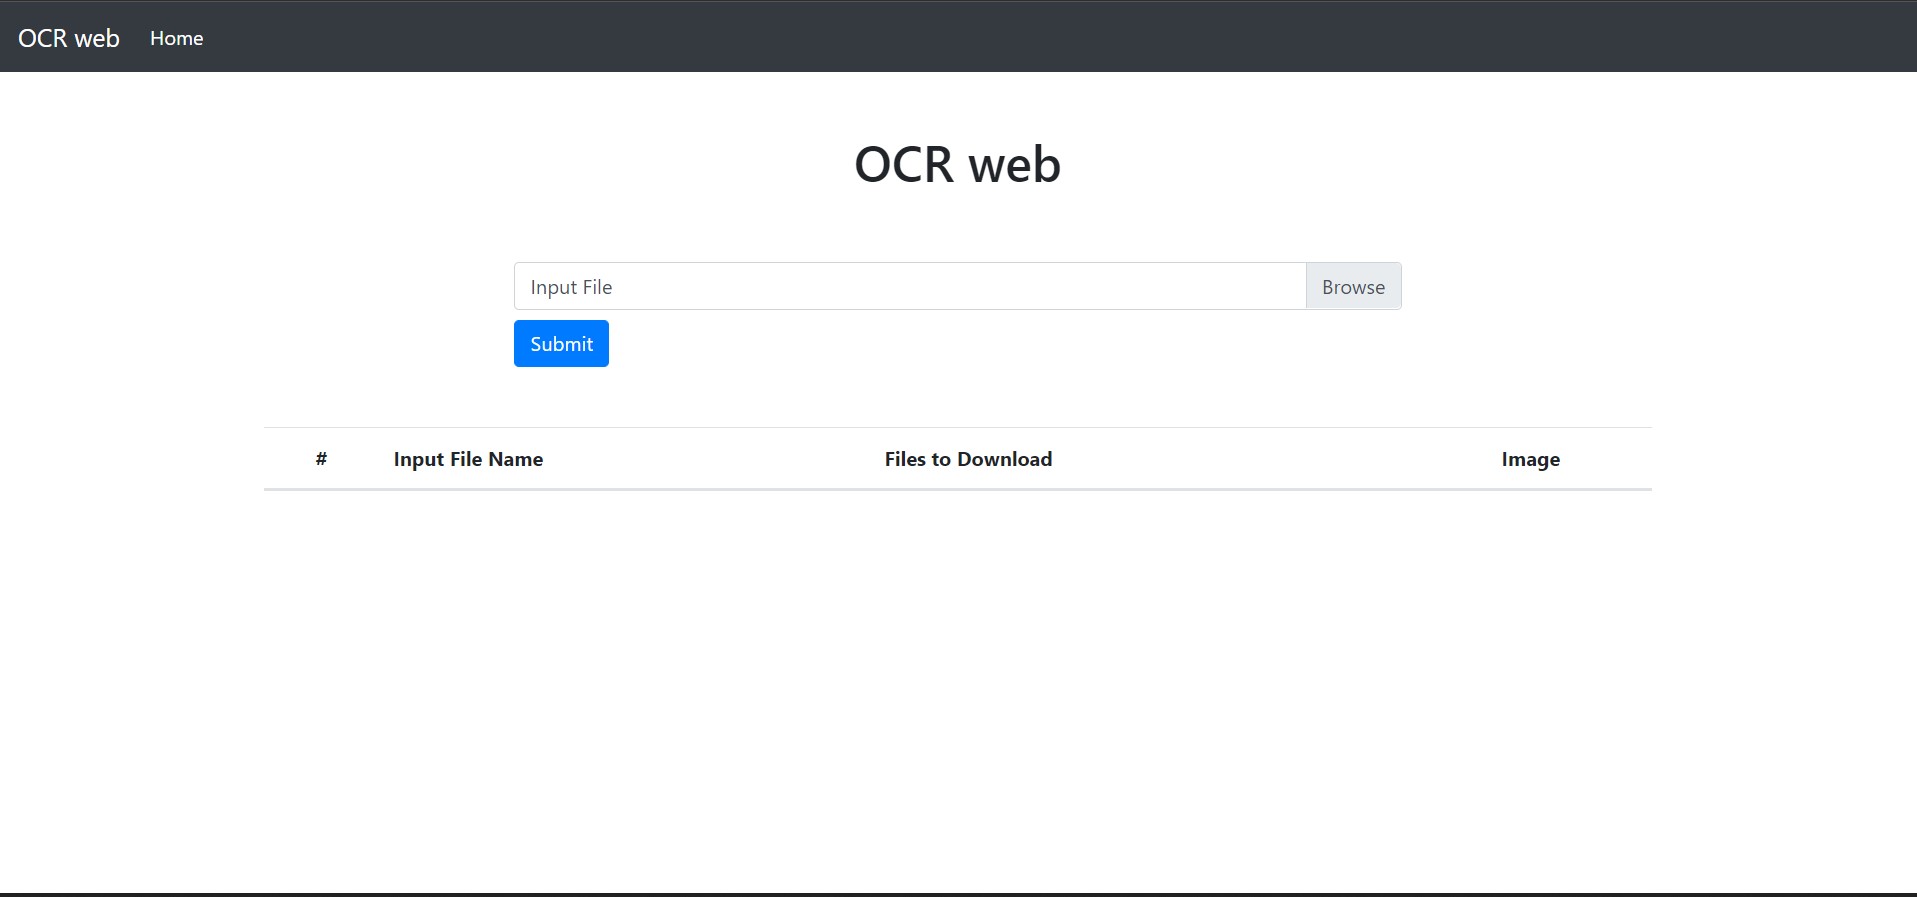 OCR web Home
OCR web
Input File Browse
Submit
# Input File Name Files to Download Image